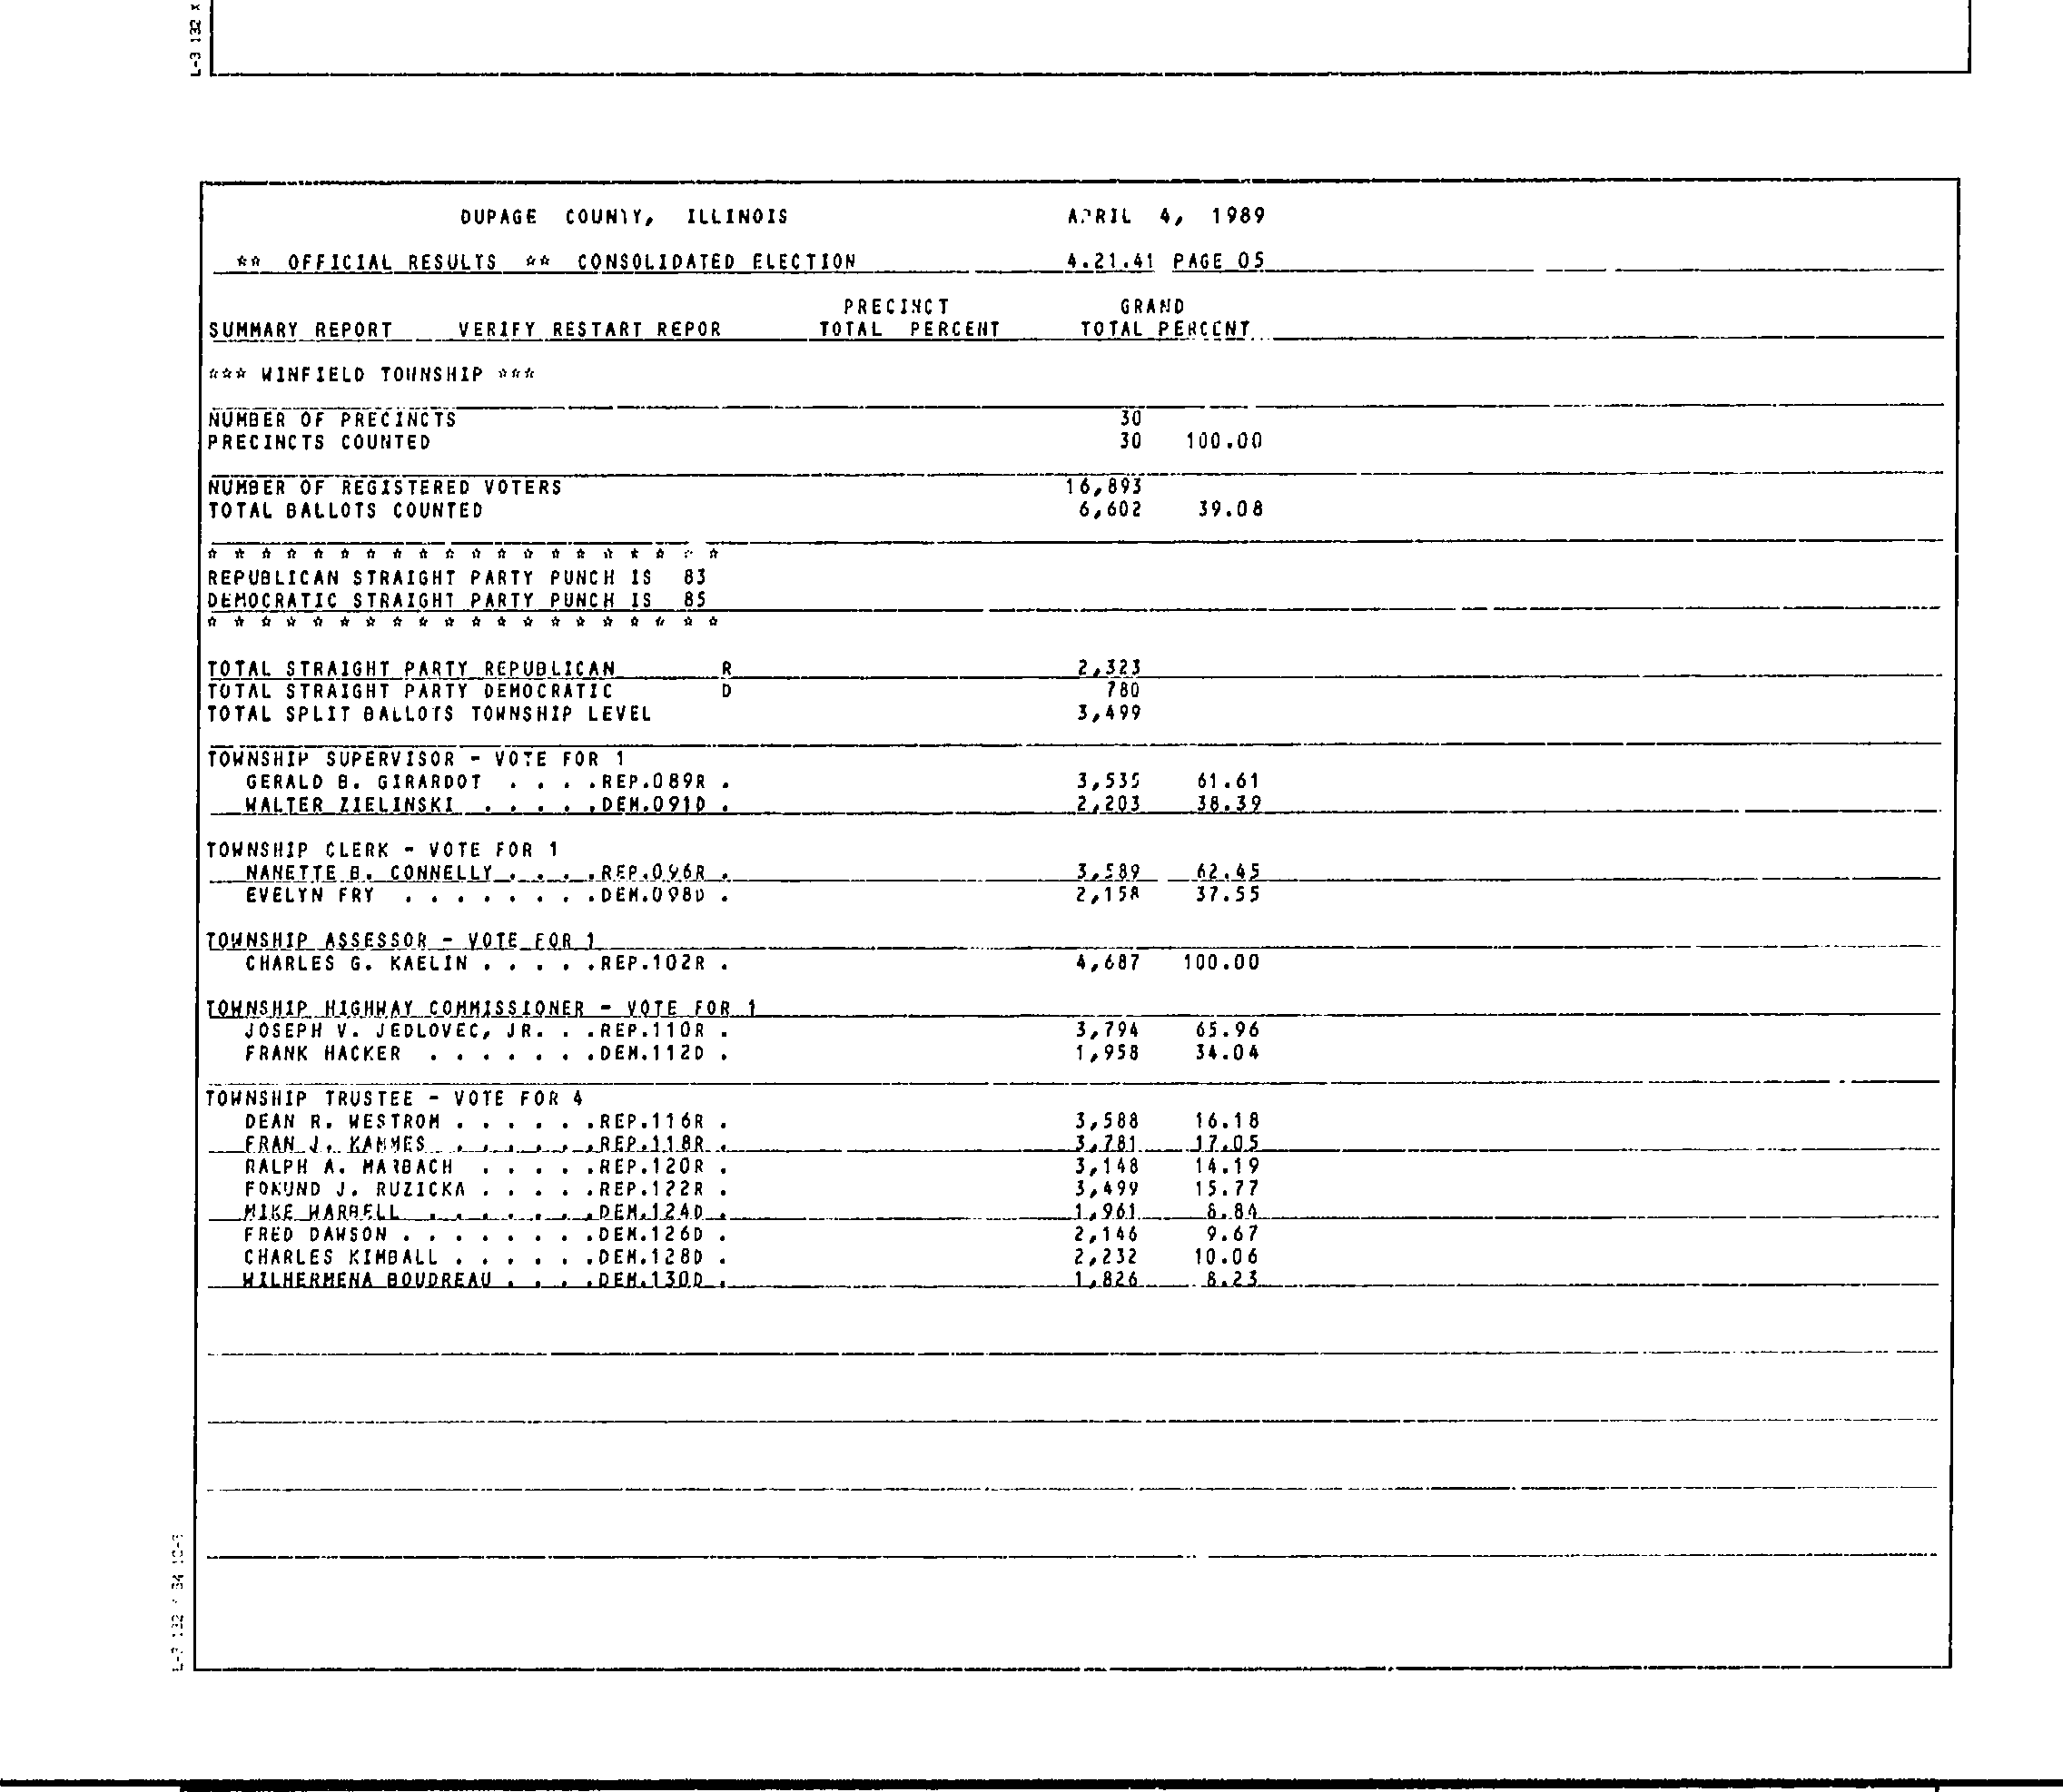 L-3 132 X
DUPAGE COUNTY, ILLINOIS APRIL 4, 1989
** OFFICIAL RESULTS ** CONSOLIDATED ELECTION 4.21.41 PAGE 05
PRECINCT GRAND
SUMMARY REPORT VERIFY RESTART REPOR TOTAL PERCENT TOTAL PERCENT
*** WINFIELD TOWNSHIP ***
NUMBER OF PRECINCTS 30
PRECINCTS COUNTED 30 100.00
NUMBER OF REGISTERED VOTERS 16,893
TOTAL BALLOTS COUNTED 6,602 39.08
* * * * * * * * * * * * * * * * * * * *
REPUBLICAN STRAIGHT PARTY PUNCH IS 83
DEMOCRATIC STRAIGHT PARTY PUNCH IS 85
* * * * * * * * * * * * * * * * * * * *
TOTAL STRAIGHT PARTY REPUBLICAN R 2,323
TOTAL STRAIGHT PARTY DEMOCRATIC D 780
TOTAL SPLIT BALLOTS TOWNSHIP LEVEL 3,499
TOWNSHIP SUPERVISOR - VOTE FOR 1
GERALD B. GIRARDOT . . . .REP.089R . 3,535 61.61
WALTER ZIELINSKI . . . . .DEM.091D . 2,203 38.39
TOWNSHIP CLERK - VOTE FOR 1
NANETTE B. CONNELLY . . . .REP.096R . 3,589 62.45
EVELYN FRY . . . . . . . .DEM.098D . 2,158 37.55
TOWNSHIP ASSESSOR - VOTE FOR 1
CHARLES G. KAELIN . . . . .REP.102R . 4,687 100.00
TOWNSHIP HIGHWAY COMMISSIONER - VOTE FOR 1
JOSEPH V. JEDLOVEC, JR. . .REP.110R . 3,794 65.96
FRANK HACKER . . . . . . .DEM.112D . 1,958 34.04
TOWNSHIP TRUSTEE - VOTE FOR 4
DEAN R. WESTROM . . . . . .REP.116R . 3,588 16.18
FRAN J. KAMMES . . . . . .REP.118R . 3,781 17.05
RALPH A. MARBACH . . . . .REP.120R . 3,148 14.19
J. RUZICKA . . . . .REP.122R . 3,499 15.77
MIKE HARBELL . . . . . . .DEM.124D . 1,961 8.84
FRED DAWSON . . . . . . . .DEM.126D . 2,146 9.67
CHARLES KIMBALL . . . . . .DEM.128D . 2,232 10.06
WILHERMENA BOUDREAU . . . .DEM.130D . 1,826 8.23